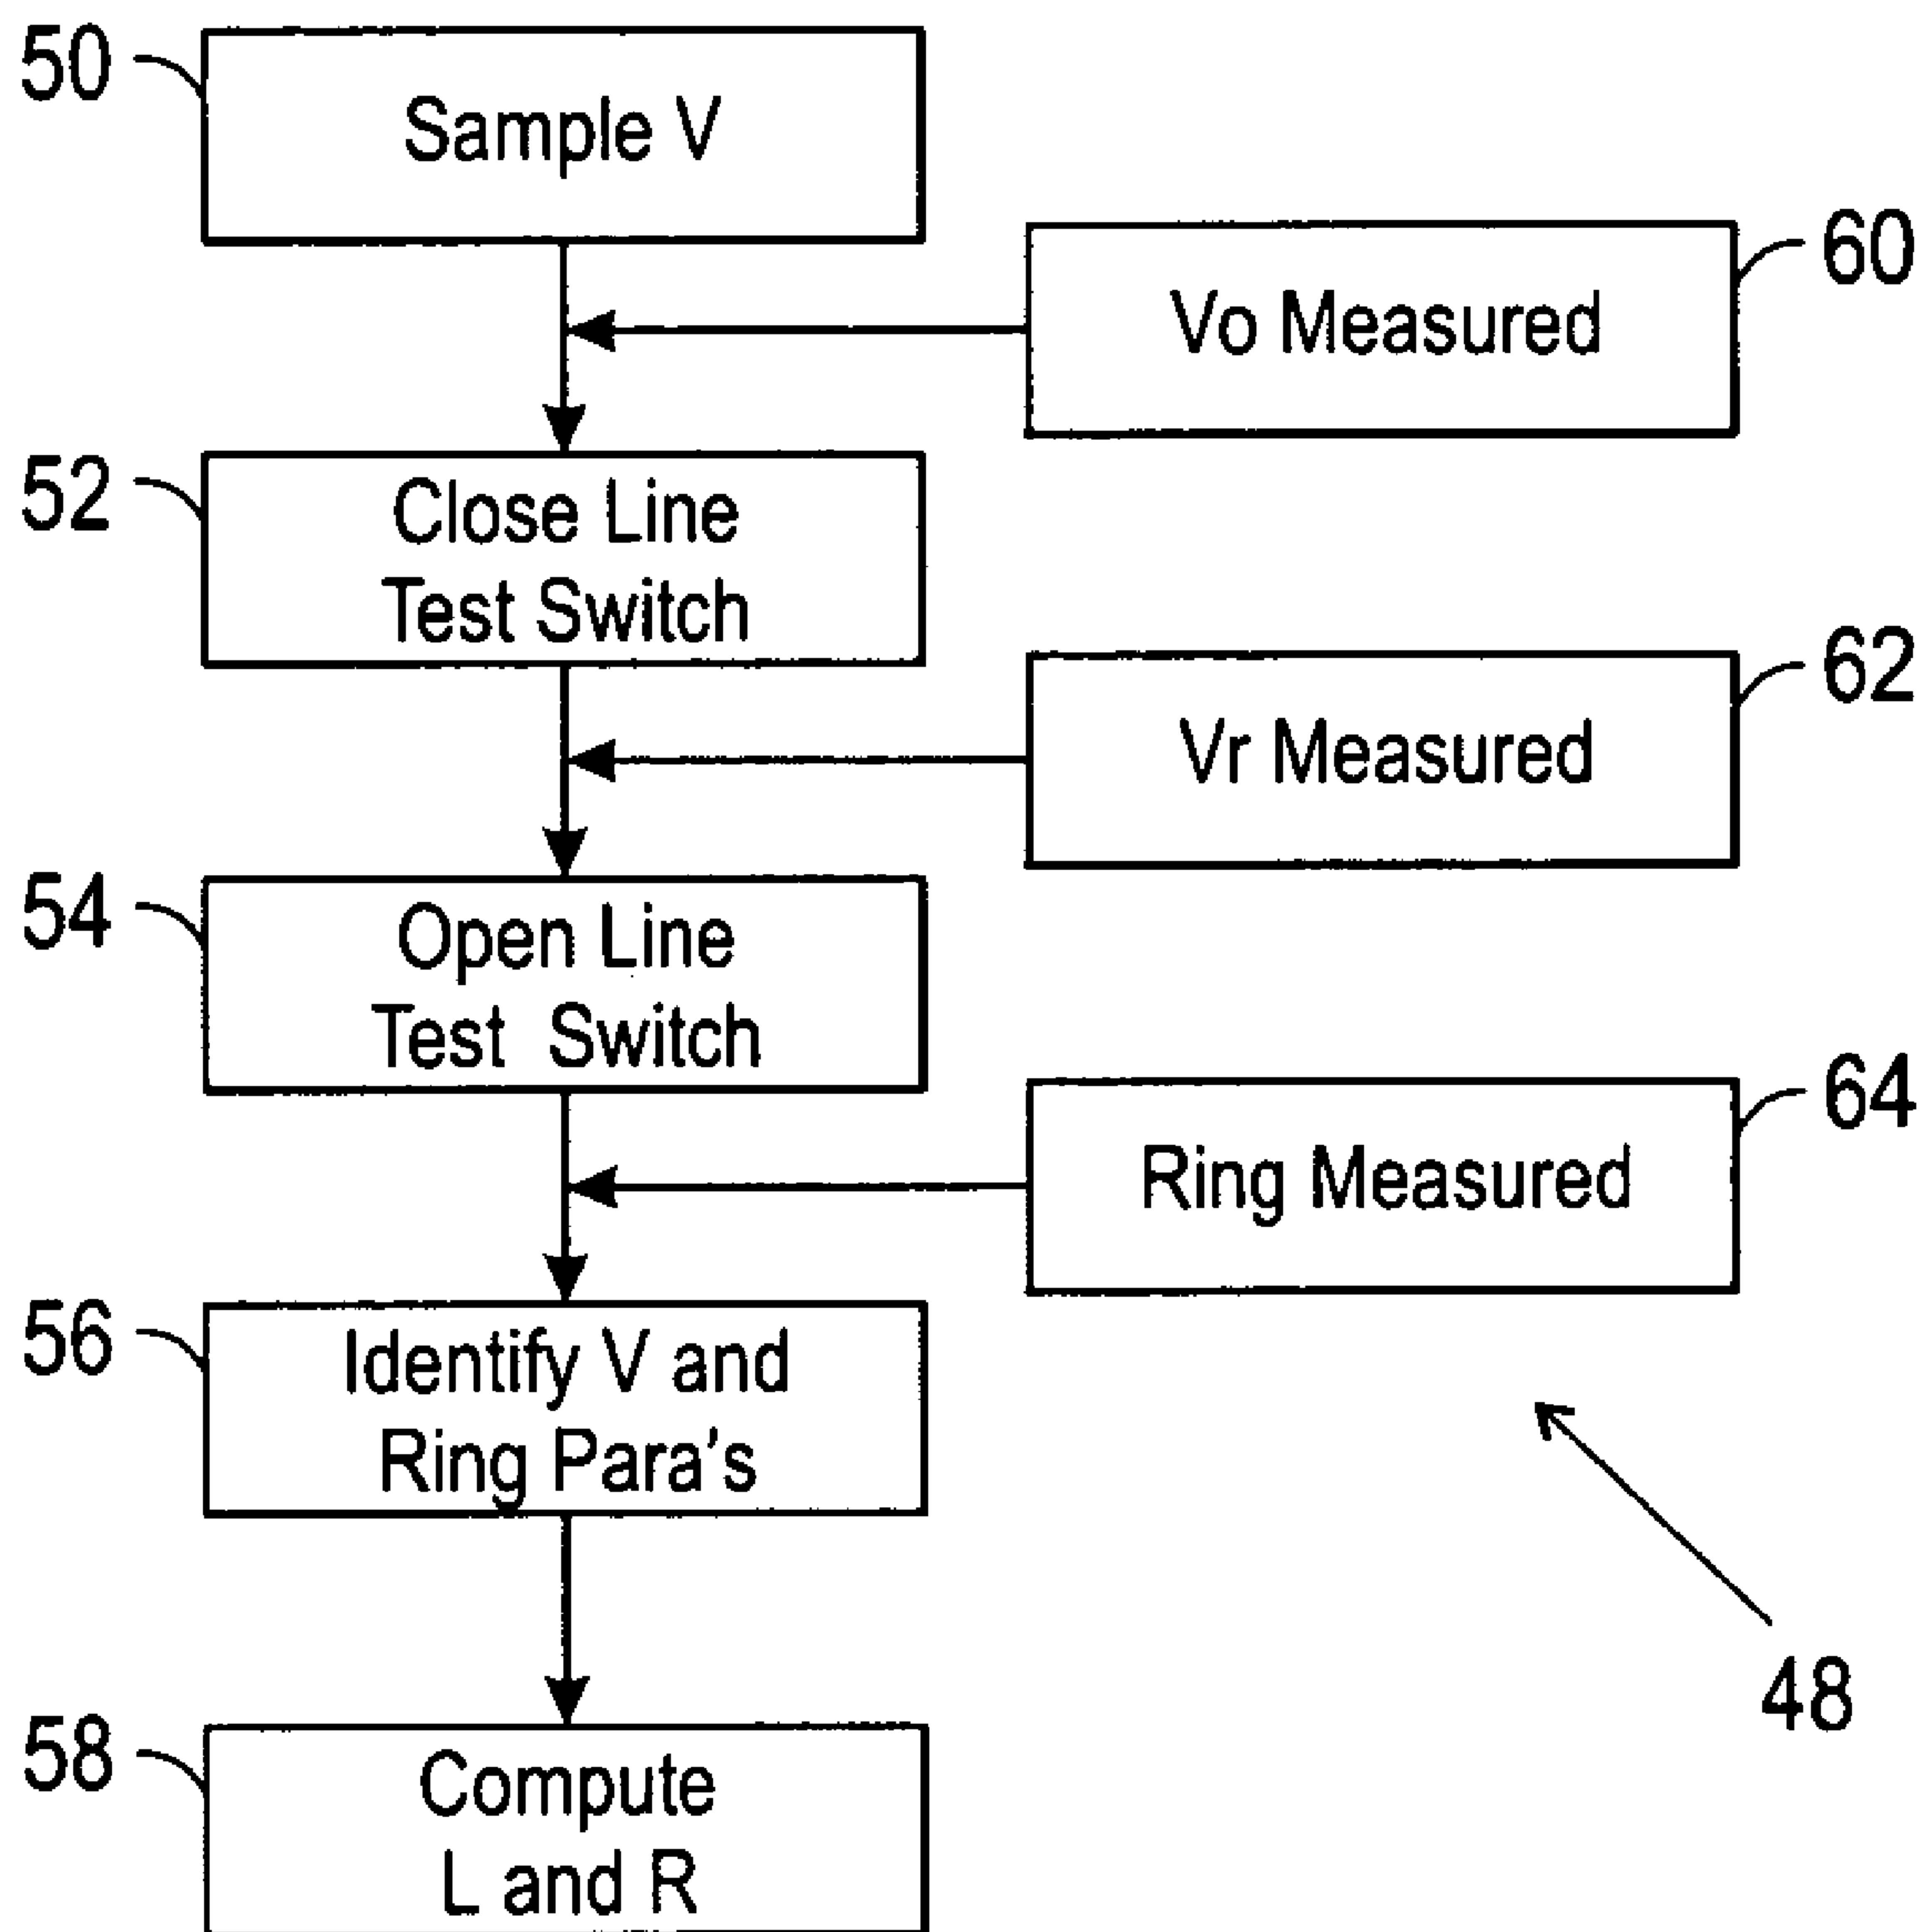 50
Sample V
60
Vo Measured
52
Close Line
Test Switch
62
Vr Measured
54
Open Line
Test Switch
64
Ring Measured
56
Identify V and
Ring Para's
48
58
Compute
L and R